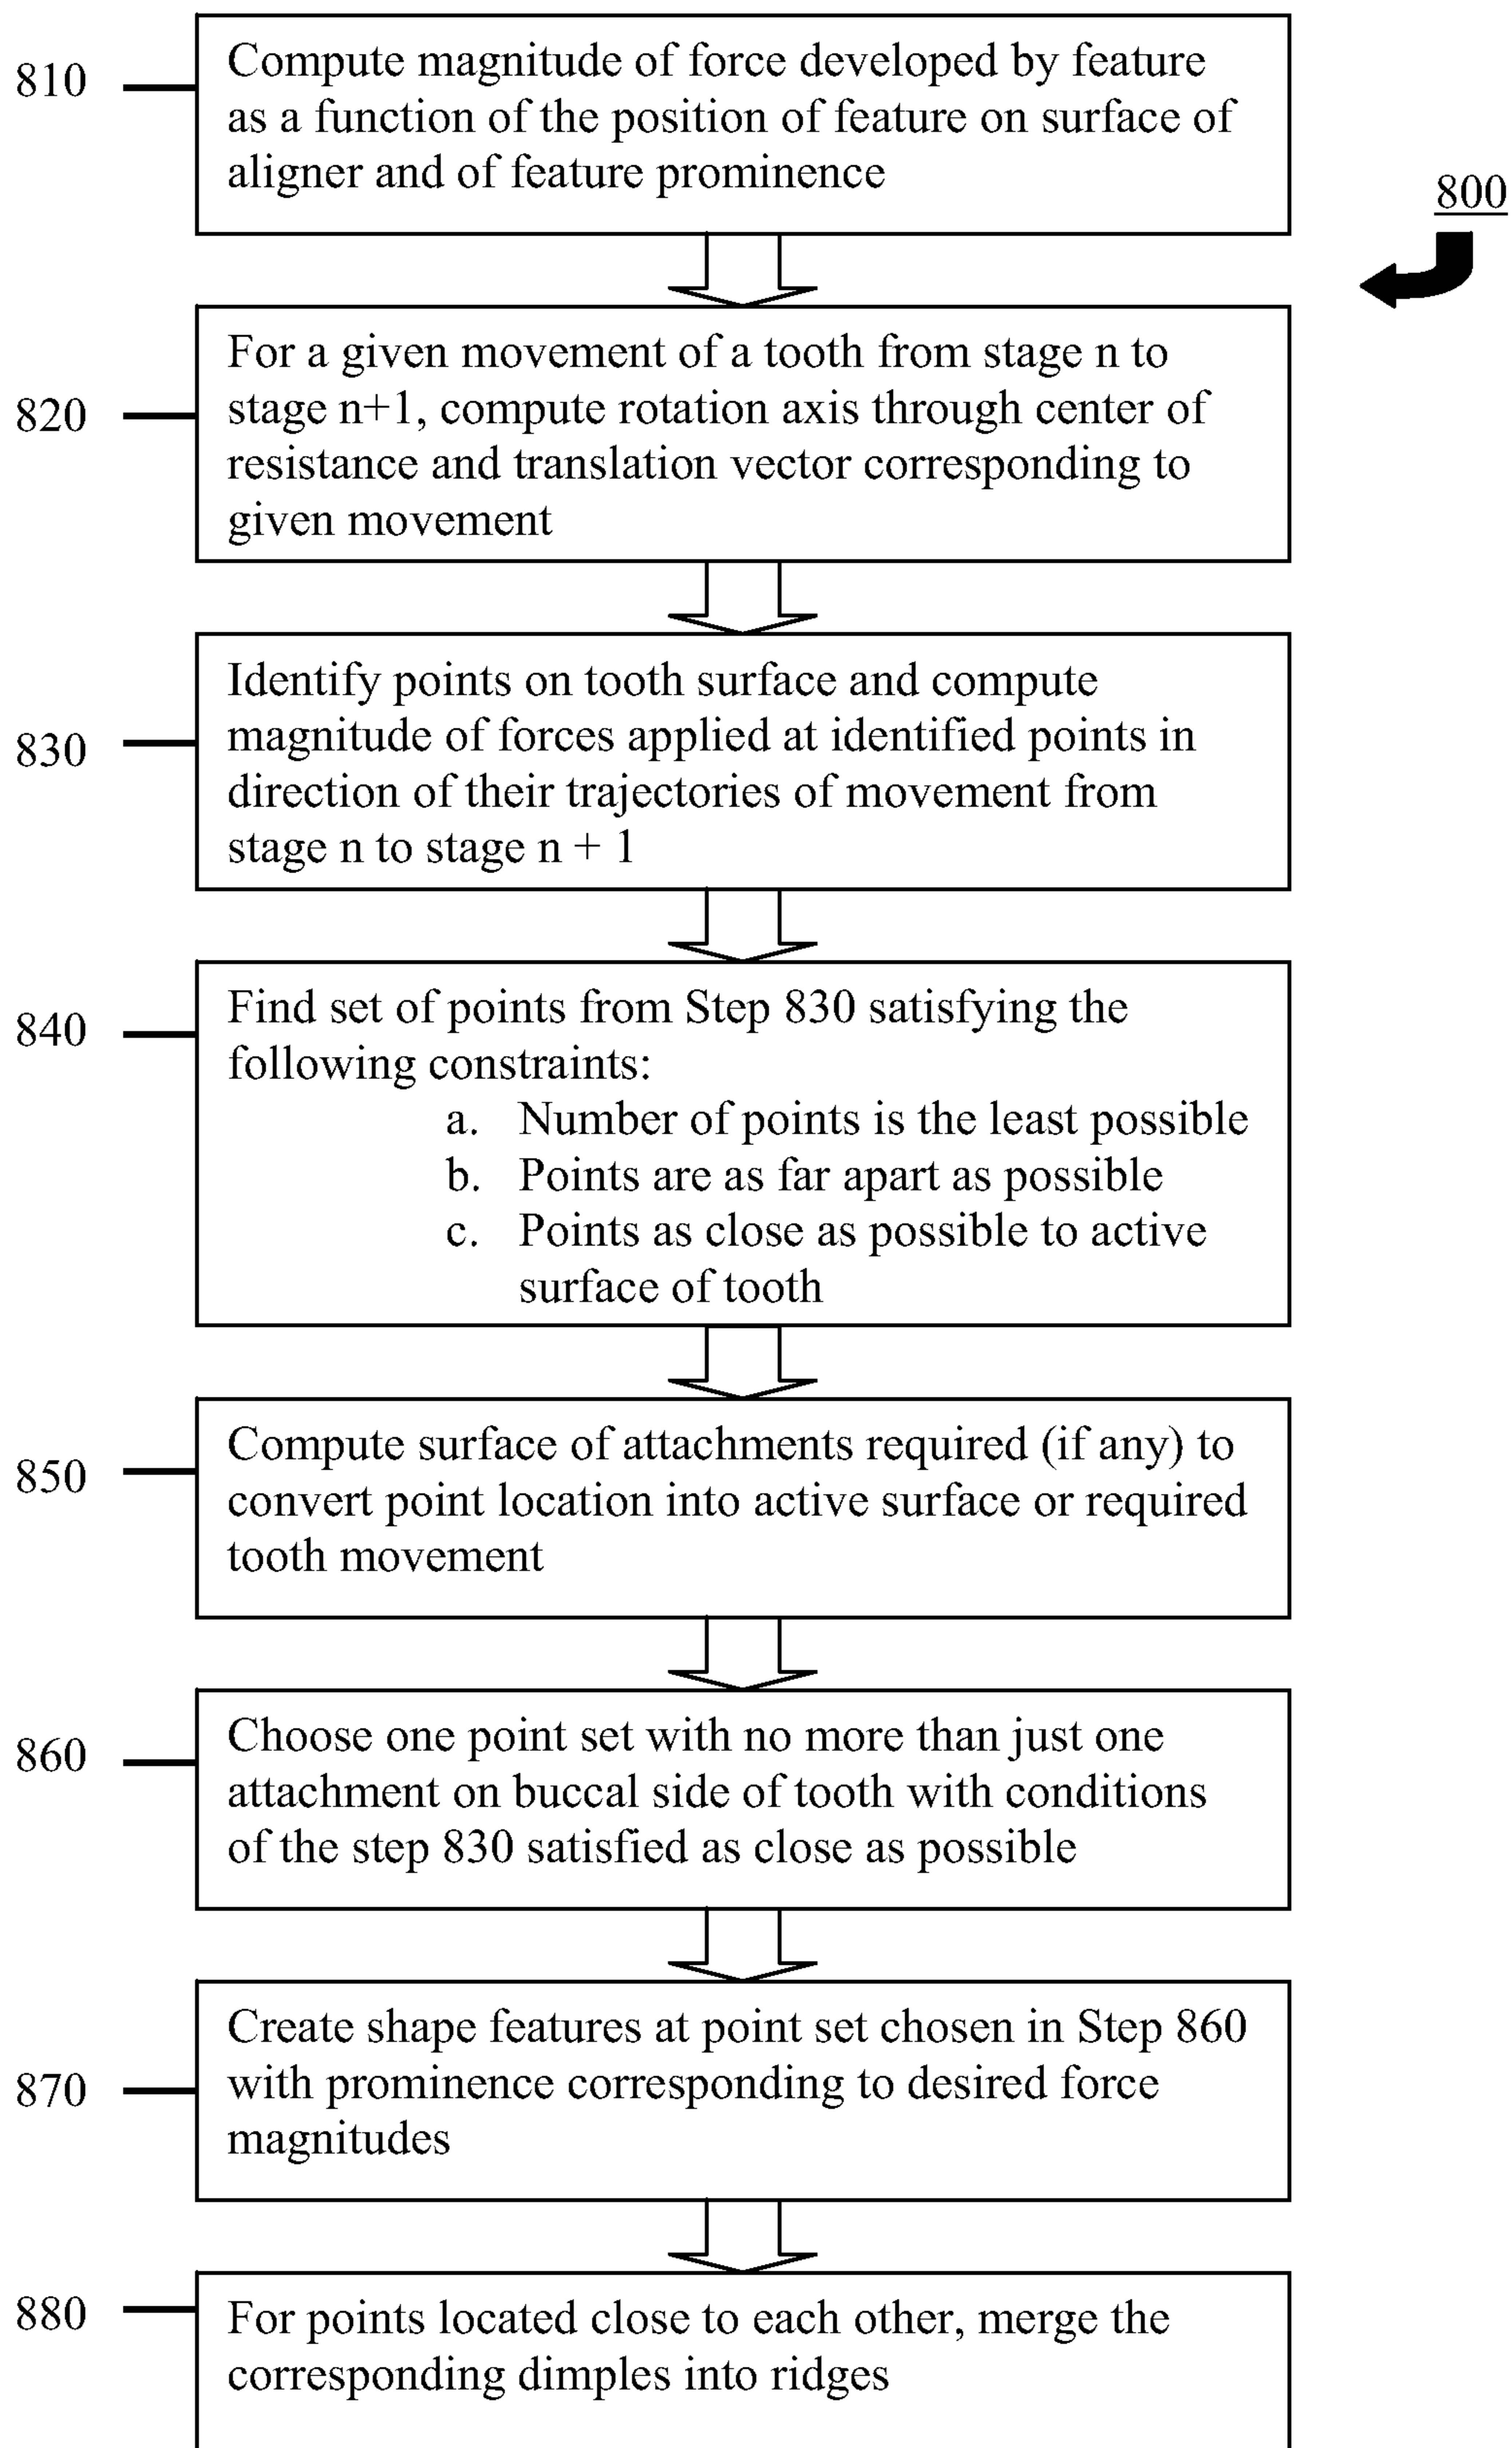 810
Compute magnitude of force developed by feature
as a function of the position of feature on surface of
aligner and of feature prominence
800
820
For a given movement of a tooth from stage n to
stage n+1, compute rotation axis through center of
resistance and translation vector corresponding to
given movement
830
Identify points on tooth surface and compute
magnitude of forces applied at identified points in
direction of their trajectories of movement from
stage n to stage n + 1
840
Find set of points from Step 830 satisfying the
following constraints:
a. Number of points is the least possible
b. Points are as far apart as possible
c. Points as close as possible to active
surface of tooth
850
Compute surface of attachments required (if any) to
convert point location into active surface or required
tooth movement
860
Choose one point set with no more than just one
attachment on buccal side of tooth with conditions
of the step 830 satisfied as close as possible
870
Create shape features at point set chosen in Step 860
with prominence corresponding to desired force
magnitudes
880
For points located close to each other, merge the
corresponding dimples into ridges